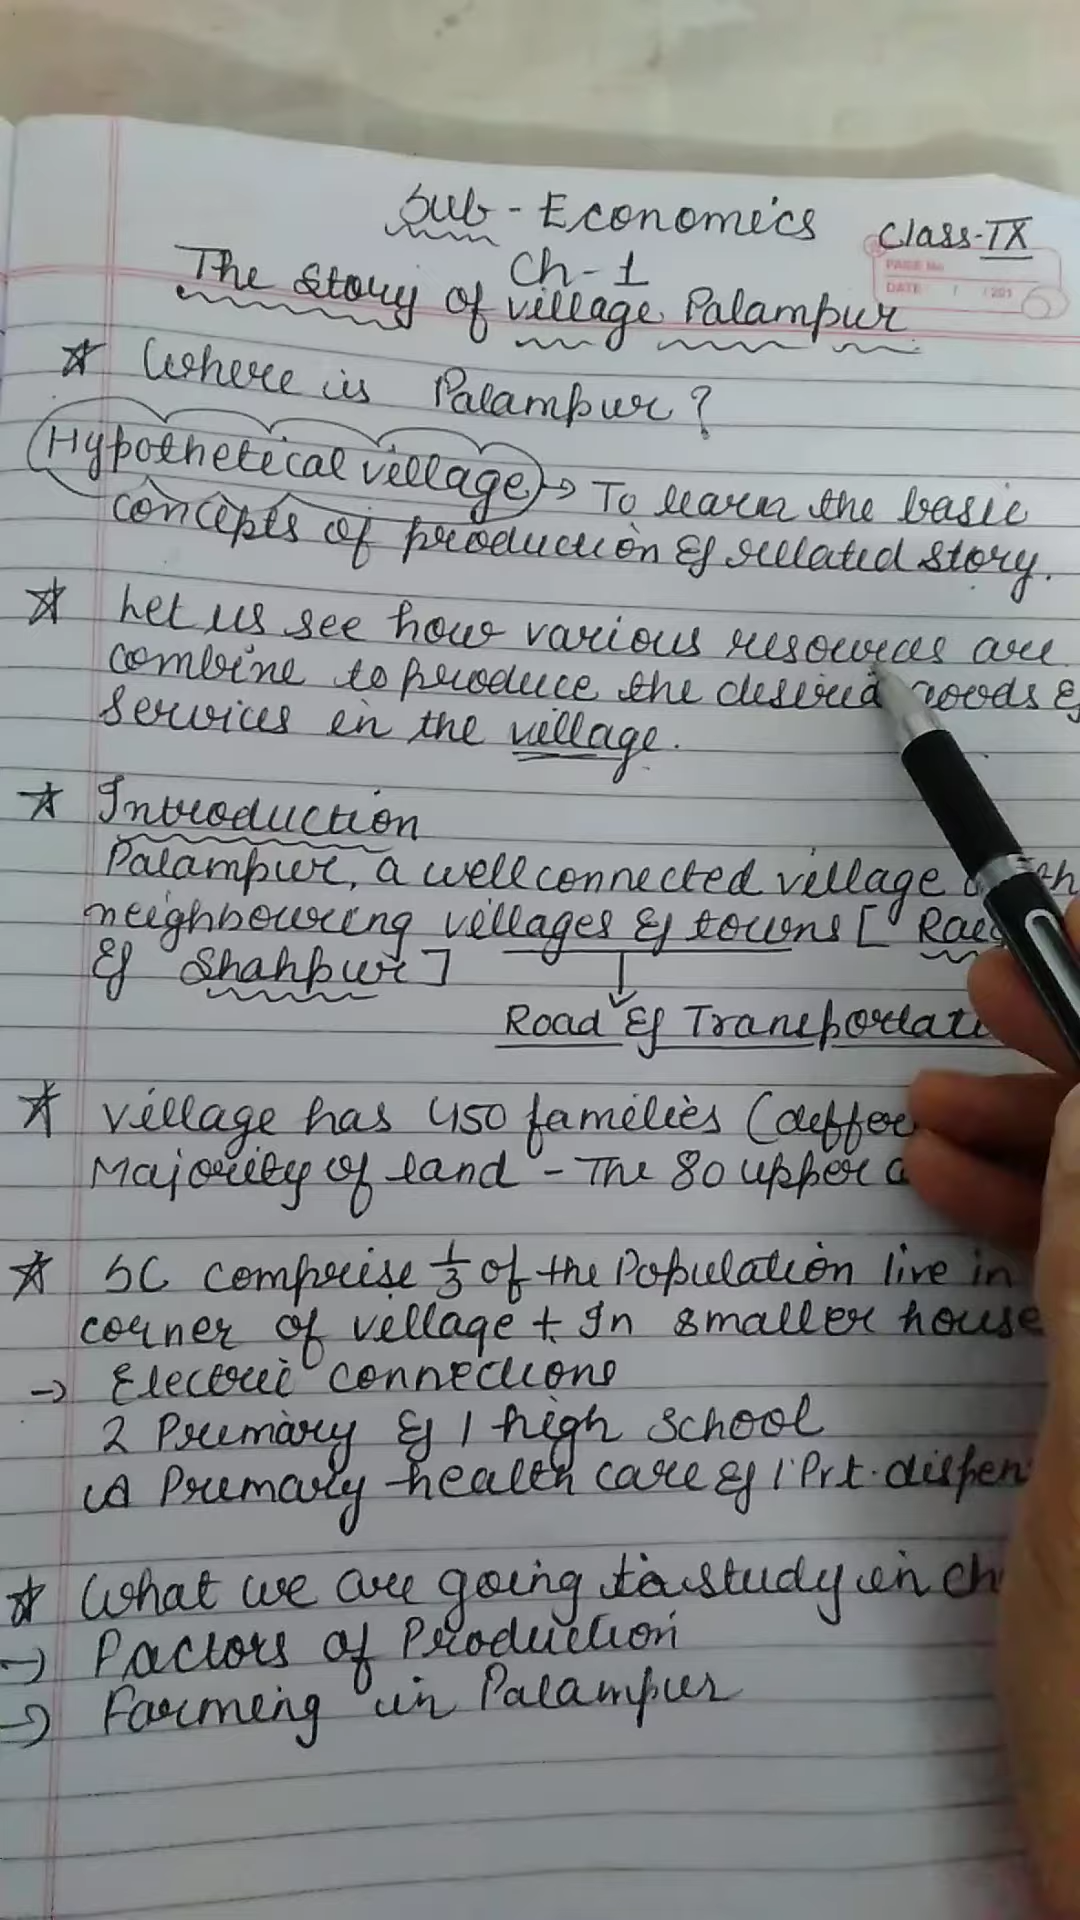 Sub - Economics
Class-IX
PAGE No
DATE / / 201
Ch-1
The Story of village Palampur
☆ Where is Palampur?
Hypothetical village → To learn the basic
concepts of production & related story.
☆ Let us see how various resources are
combine to produce the desired goods &
services in the village.
☆ Introduction
Palampur, a well connected village
neighbouring villages & towns [
& Shahpur]
Road &
☆ Village has 450 families
Majority of land - The 80 upper
☆ SC comprise 1/3 of the Population live in
corner of village + In smaller house
→ Electric connections
2 Primary & 1 high school
Primary health care & 1 Prt.
☆ What we are going to study in
→ Factors of Production
→ Farming in Palampur